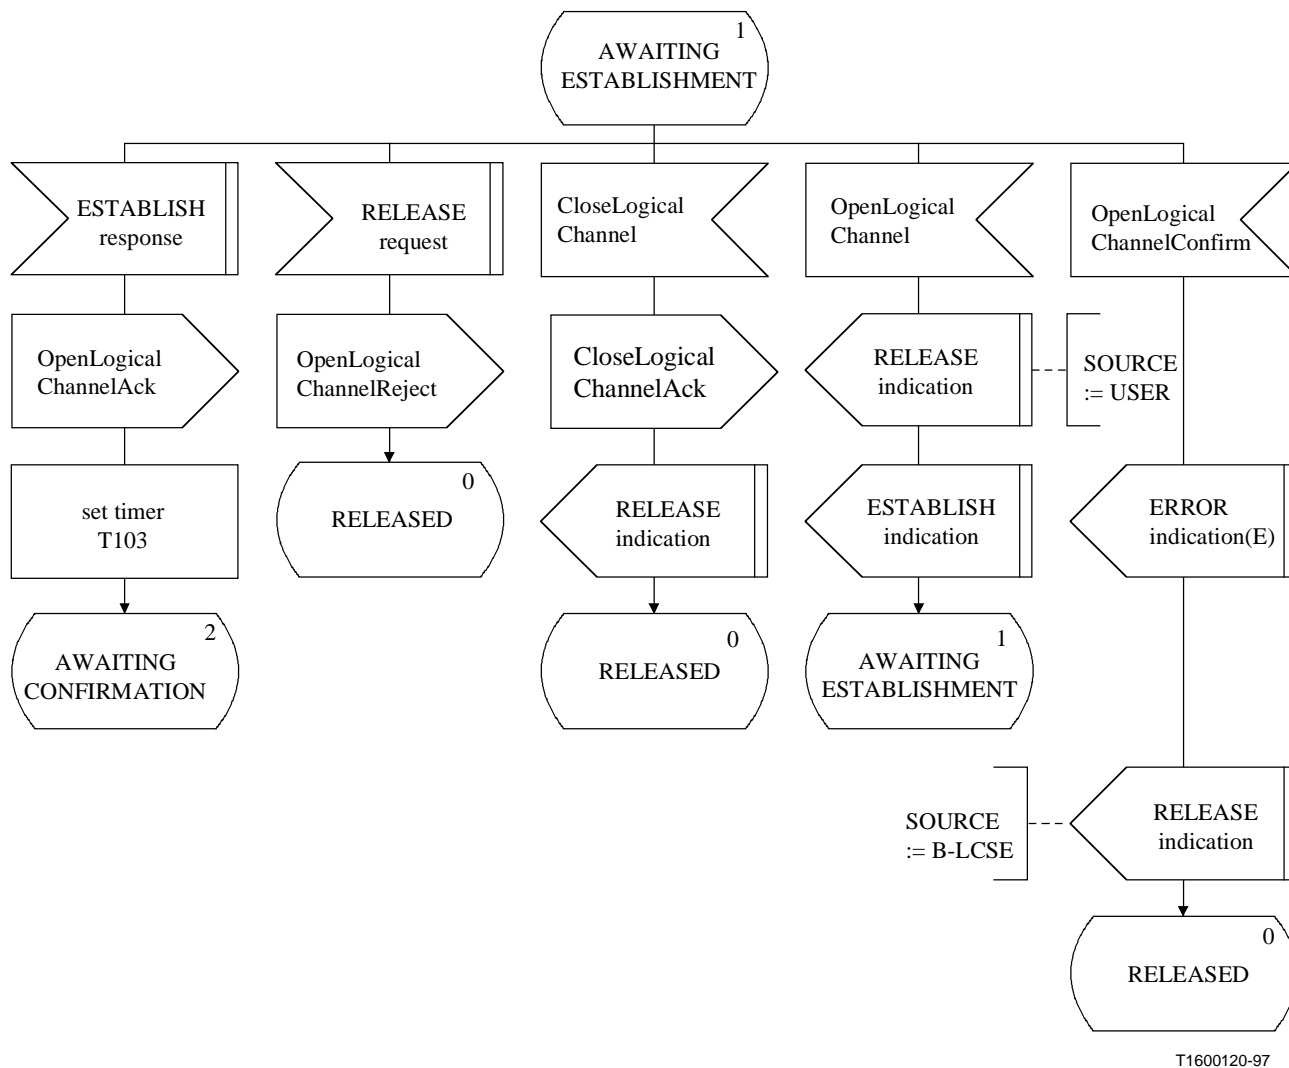 1
AWAITING
ESTABLISHMENT
ESTABLISH
response
RELEASE
request
CloseLogical
Channel
OpenLogical
Channel
OpenLogical
ChannelConfirm
OpenLogical
ChannelAck
OpenLogical
ChannelReject
CloseLogical
ChannelAck
RELEASE
indication
SOURCE
:= USER
set timer
T103
0
RELEASED
RELEASE
indication
ESTABLISH
indication
ERROR
indication(E)
2
AWAITING
CONFIRMATION
0
RELEASED
1
AWAITING
ESTABLISHMENT
SOURCE
:= B-LCSE
RELEASE
indication
0
RELEASED
T1600120-97